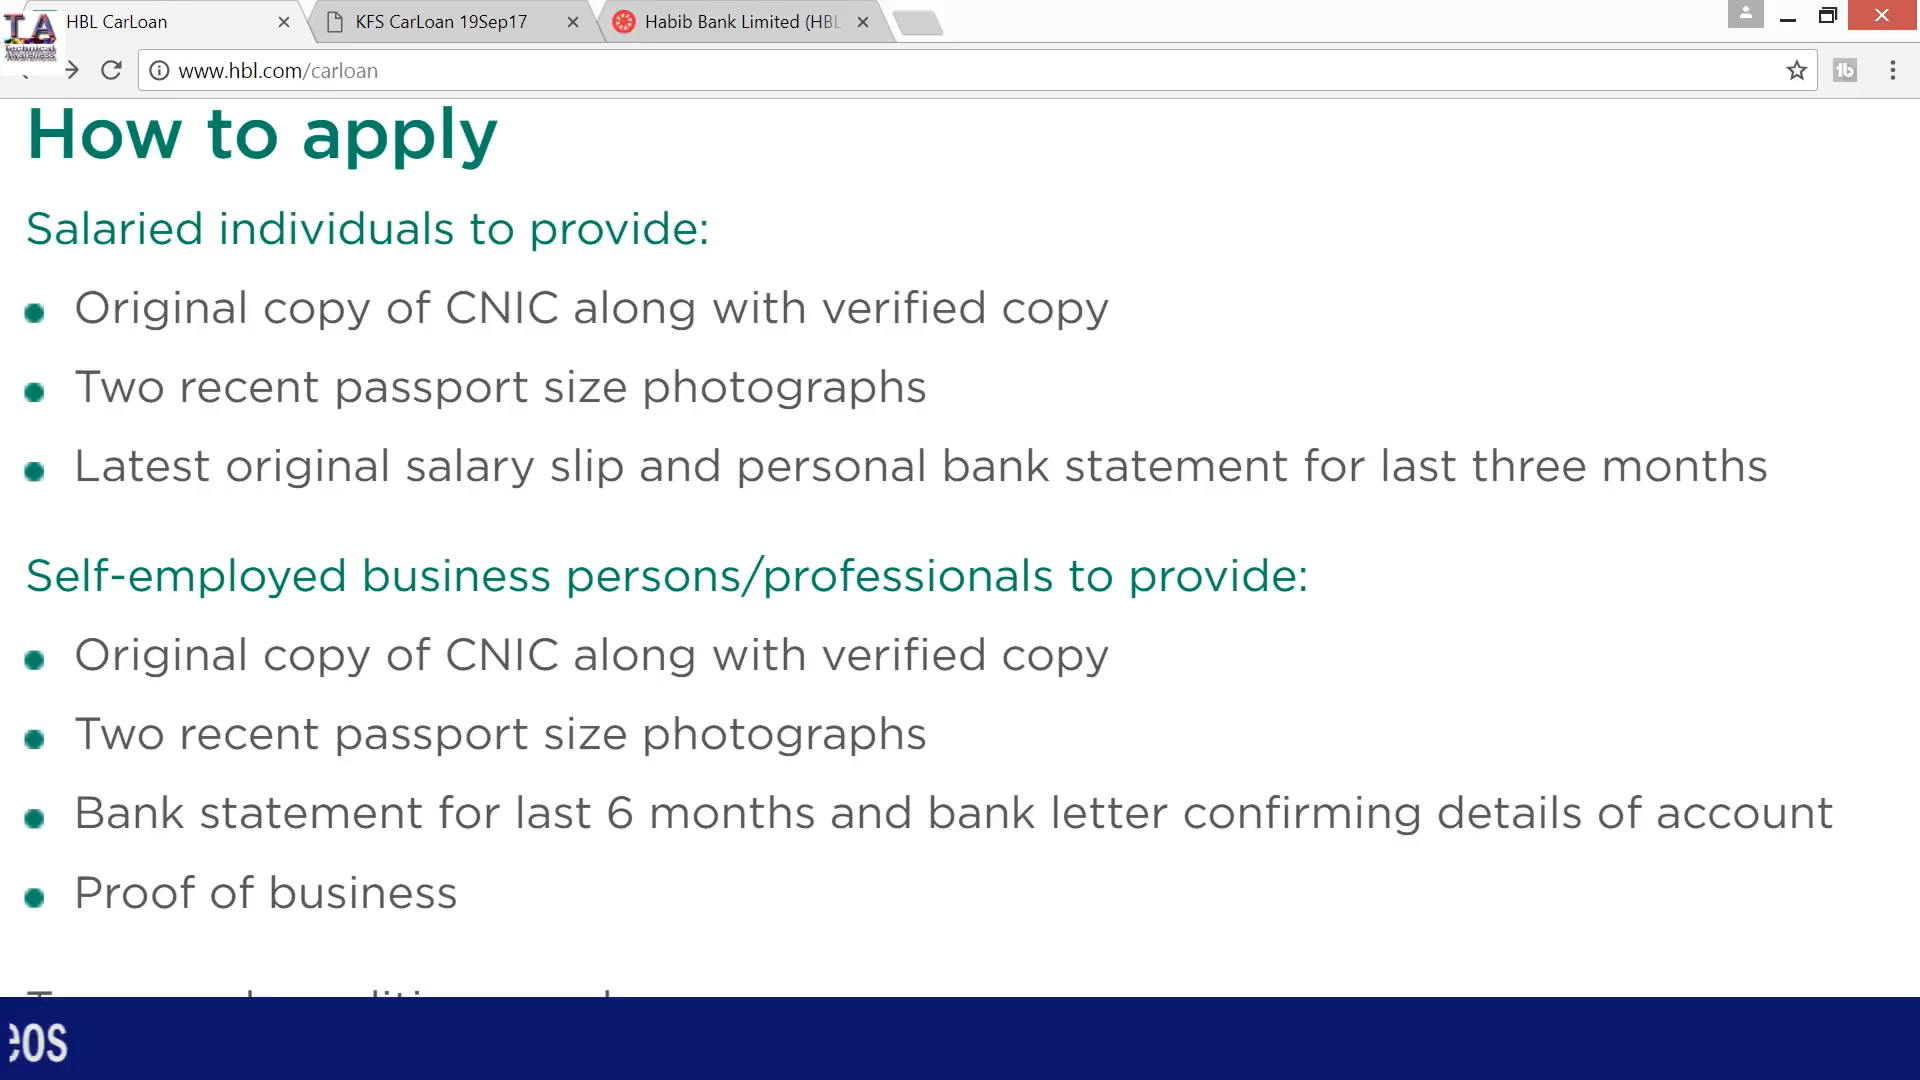 HBL CarLoan
KFS CarLoan 19Sep17
Habib Bank Limited (HBL
TA
Technical
Awareness
www.hbl.com/carloan
How to apply
Salaried individuals to provide:
Original copy of CNIC along with verified copy
Two recent passport size photographs
Latest original salary slip and personal bank statement for last three months
Self-employed business persons/professionals to provide:
Original copy of CNIC along with verified copy
Two recent passport size photographs
Bank statement for last 6 months and bank letter confirming details of account
Proof of business
eos